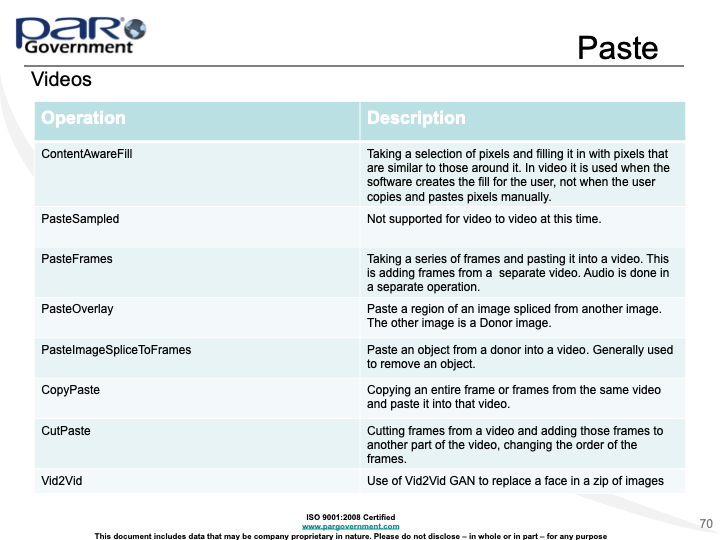 PAR
Government
Paste
Videos
Operation Description
ContentAwareFill Taking a selection of pixels and filling it in with pixels that
are similar to those around it. In video it is used when the
software creates the fill for the user, not when the user
copies and pastes pixels manually.
PasteSampled Not supported for video to video at this time.
PasteFrames Taking a series of frames and pasting it into a video. This
is adding frames from a  separate video. Audio is done in
a separate operation.
PasteOverlay Paste a region of an image spliced from another image.
The other image is a Donor image.
PasteImageSpliceToFrames Paste an object from a donor into a video. Generally used
to remove an object.
CopyPaste Copying an entire frame or frames from the same video
and paste it into that video.
CutPaste Cutting frames from a video and adding those frames to
another part of the video, changing the order of the
frames.
Vid2Vid Use of Vid2Vid GAN to replace a face in a zip of images
ISO 9001:2008 Certified
www.pargovernment.com
70
This document includes data that may be company proprietary in nature. Please do not disclose – in whole or in part – for any purpose